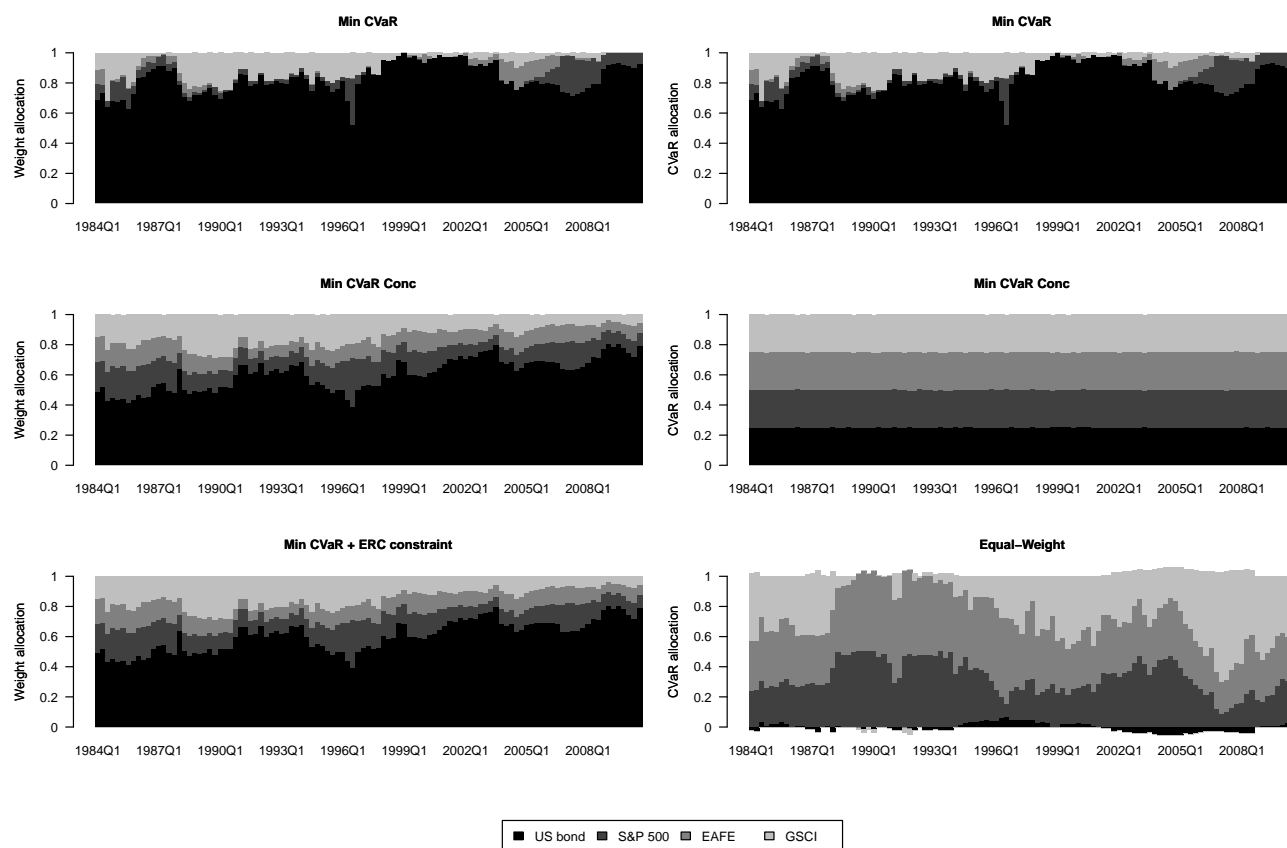 Min CVaR
Weight allocation
1
0.8
0.6
0.4
0.2
0
1984Q1 1987Q1 1990Q1 1993Q1 1996Q1 1999Q1 2002Q1 2005Q1 2008Q1
Min CVaR
CVaR allocation
1
0.8
0.6
0.4
0.2
0
1984Q1 1987Q1 1990Q1 1993Q1 1996Q1 1999Q1 2002Q1 2005Q1 2008Q1
Min CVaR Conc
Weight allocation
1
0.8
0.6
0.4
0.2
0
1984Q1 1987Q1 1990Q1 1993Q1 1996Q1 1999Q1 2002Q1 2005Q1 2008Q1
Min CVaR Conc
CVaR allocation
1
0.8
0.6
0.4
0.2
0
1984Q1 1987Q1 1990Q1 1993Q1 1996Q1 1999Q1 2002Q1 2005Q1 2008Q1
Min CVaR + ERC constraint
Weight allocation
1
0.8
0.6
0.4
0.2
0
1984Q1 1987Q1 1990Q1 1993Q1 1996Q1 1999Q1 2002Q1 2005Q1 2008Q1
Equal−Weight
CVaR allocation
1
0.8
0.6
0.4
0.2
0
1984Q1 1987Q1 1990Q1 1993Q1 1996Q1 1999Q1 2002Q1 2005Q1 2008Q1
US bond S&P 500 EAFE GSCI